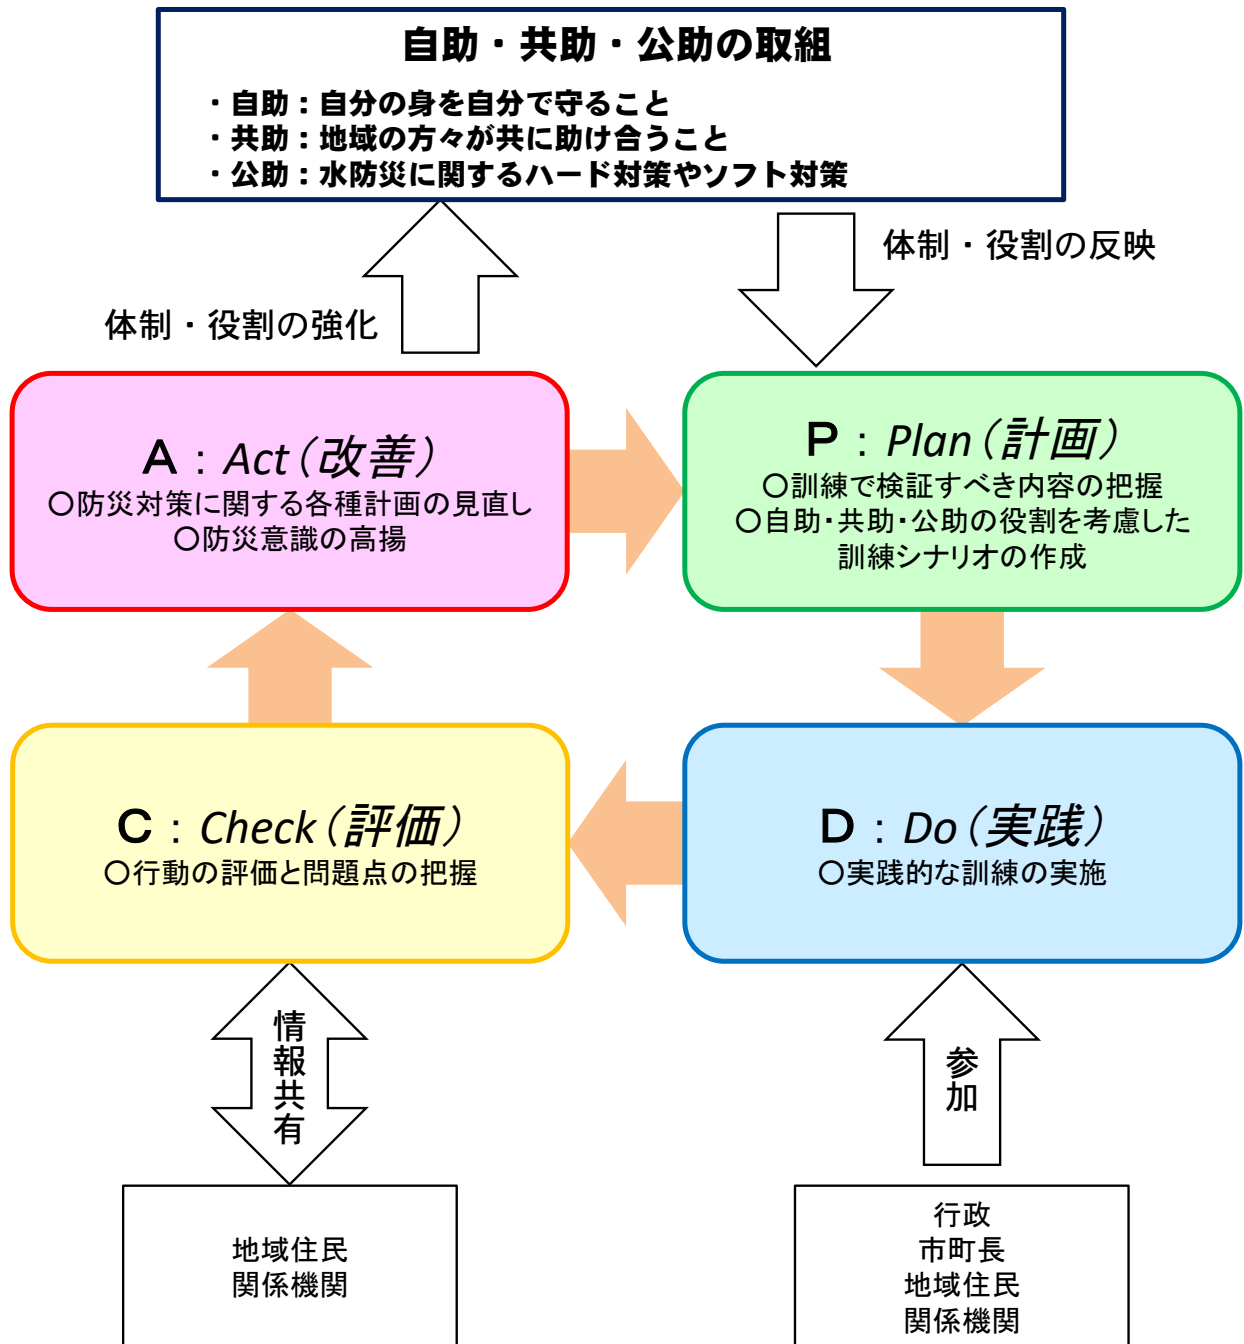 自助・共助・公助の取組
・自助：自分の身を自分で守ること
・共助：地域の方々が共に助け合うこと
・公助：水防災に関するハード対策やソフト対策
体制・役割の強化
体制・役割の反映
A：Act（改善）
○防災対策に関する各種計画の見直し
○防災意識の高揚
P：Plan（計画）
○訓練で検証すべき内容の把握
○自助・共助・公助の役割を考慮した
訓練シナリオの作成
C：Check（評価）
○行動の評価と問題点の把握
D：Do（実践）
○実践的な訓練の実施
情報共有
参加
地域住民
関係機関
行政
市町長
地域住民
関係機関